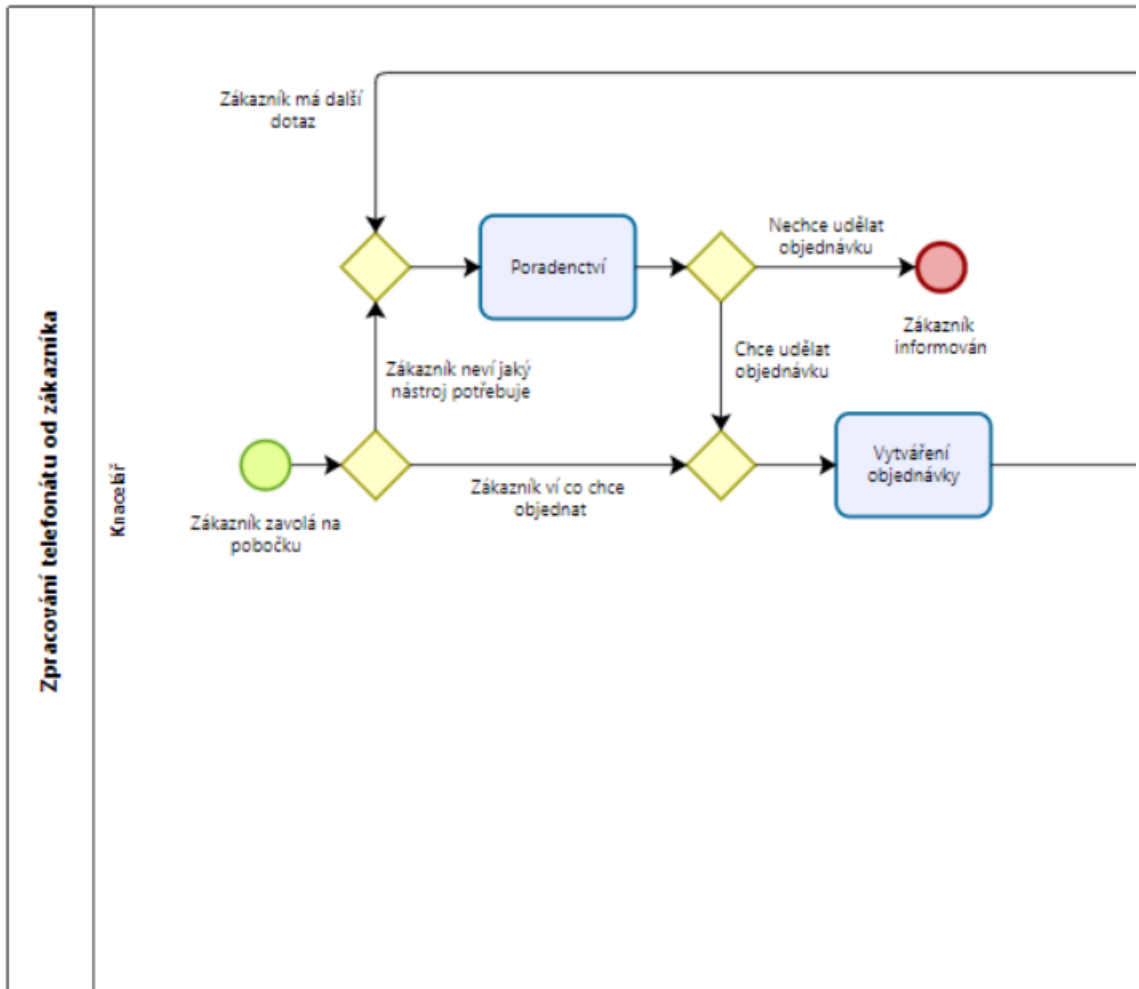 Zpracování telefonátu od zákazníka
Knacelář
Zákazník má další
dotaz
Poradenctví
Nechce udělat
objednávku
Zákazník
informován
Zákazník neví jaký
nástroj potřebuje
Chce udělat
objednávku
Zákazník zavolá na
pobočku
Zákazník ví co chce
objednat
Vytváření
objednávky